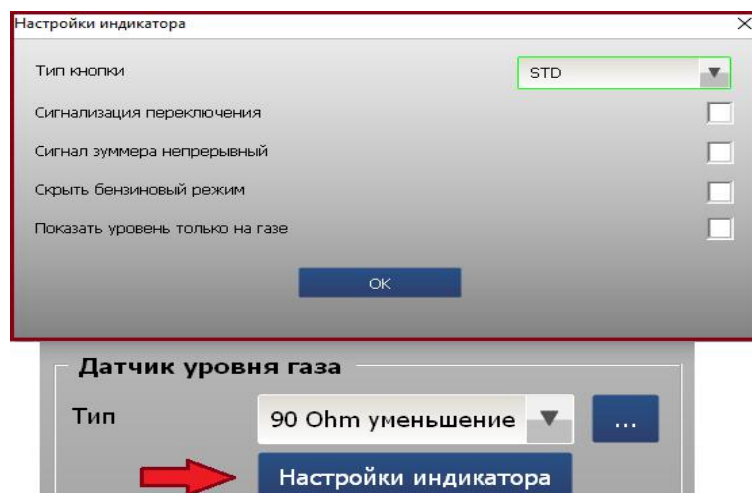 Настройки индикатора
Тип кнопки STD
Сигнализация переключения
Сигнал зуммера непрерывный
Скрыть бензиновый режим
Показать уровень только на газе
OK
Датчик уровня газа
Тип 90 Ohm уменьшение ...
Настройки индикатора